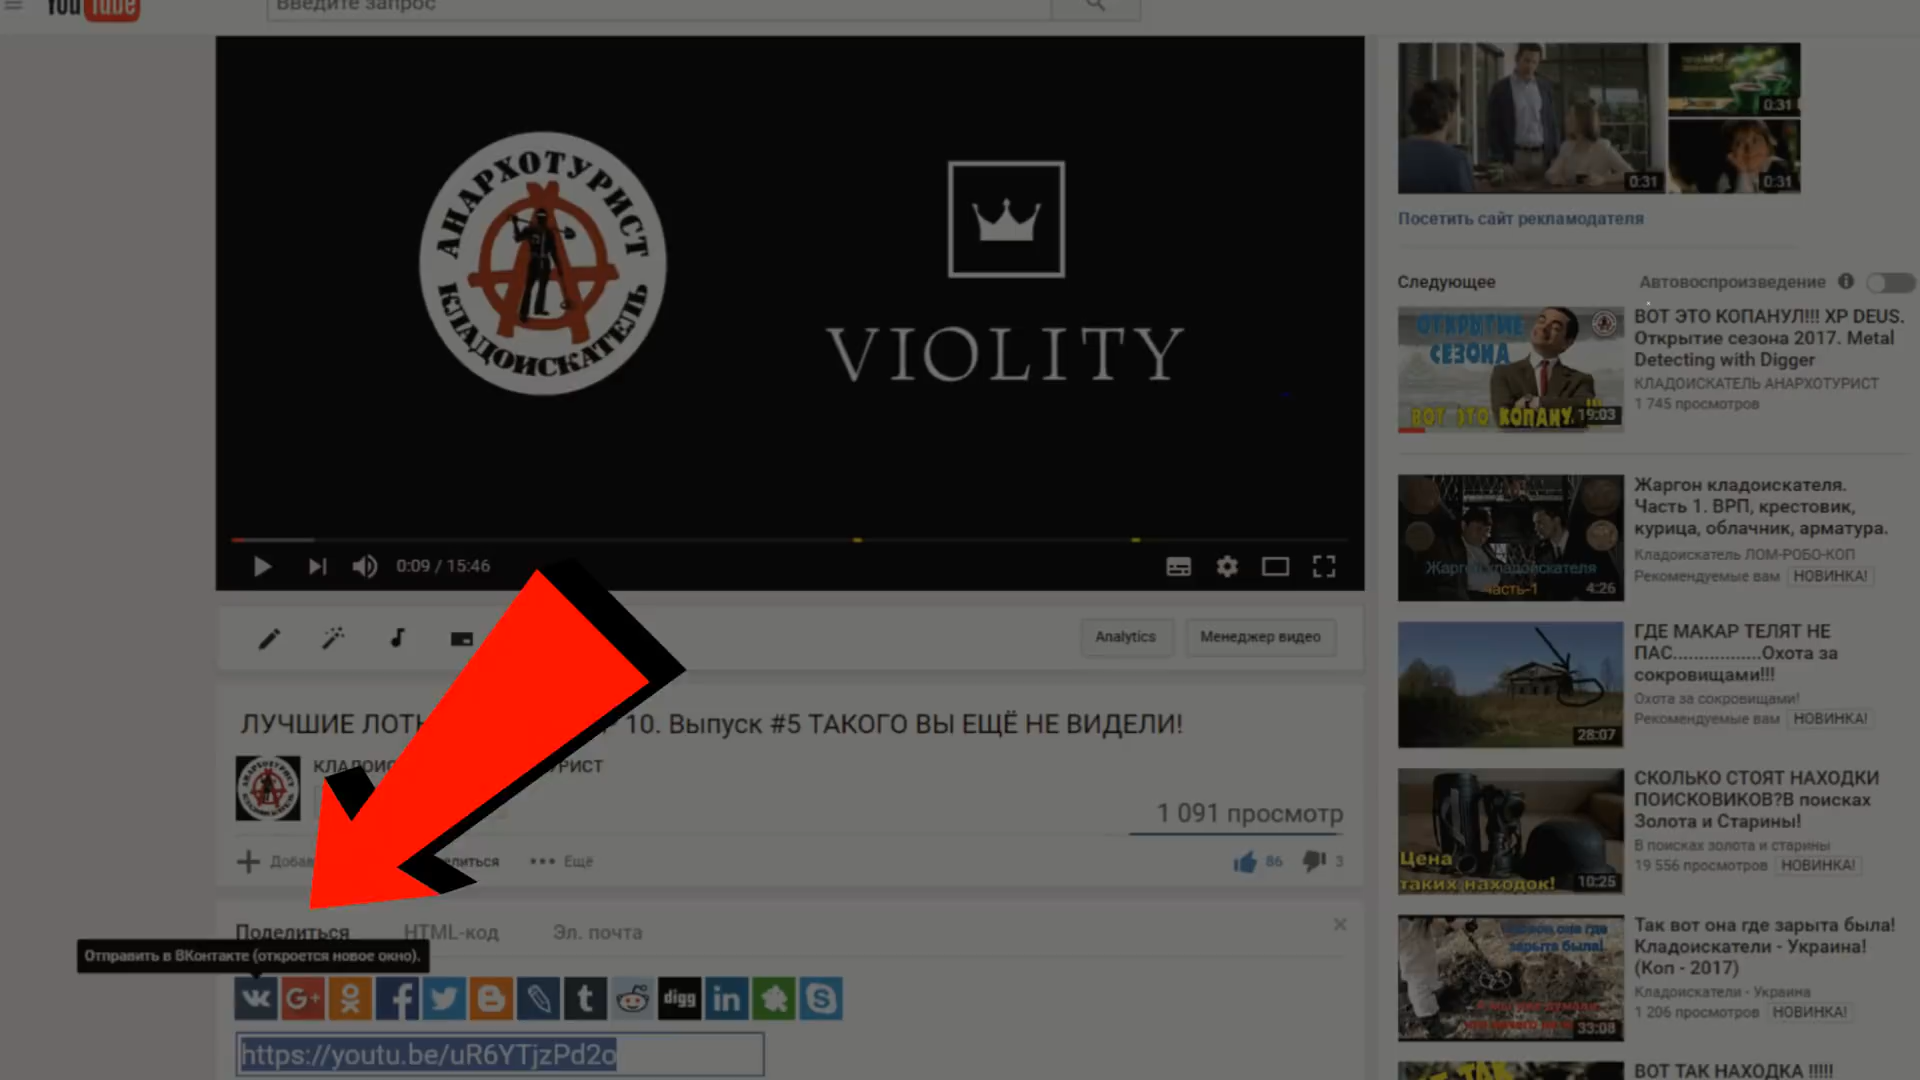 YouTube
Введите запрос
АНАРХОТУРИСТ
КЛАДОИСКАТЕЛЬ
VIOLITY
0:09 / 15:46
Analytics
Менеджер видео
10. Выпуск #5 ТАКОГО ВЫ ЕЩЁ НЕ ВИДЕЛИ!
1 091 просмотр
Ещё
86
3
Поделиться
HTML-код
Эл. почта
Отправить в ВКонтакте (откроется новое окно).
digg
https://youtu.be/uR6YTjzPd2o
0:31
0:31
0:31
Посетить сайт рекламодателя
Следующее
Автовоспроизведение
ОТКРЫТИЕ
СЕЗОНА
ВОТ ЭТО КОПАНУ
19:03
ВОТ ЭТО КОПАНУЛ!!! XP DEUS.
Открытие сезона 2017. Metal
Detecting with Digger
КЛАДОИСКАТЕЛЬ АНАРХОТУРИСТ
1 745 просмотров
Жаргон кладоискателя
часть-1
4:26
Жаргон кладоискателя.
Часть 1. ВРП, крестовик,
курица, облачник, арматура.
Кладоискатель ЛОМ-РОБО-КОП
Рекомендуемые вам НОВИНКА!
28:07
ГДЕ МАКАР ТЕЛЯТ НЕ
ПАС.................Охота за
сокровищами!!!
Охота за сокровищами!
Рекомендуемые вам НОВИНКА!
Цена
таких находок!
10:25
СКОЛЬКО СТОЯТ НАХОДКИ
ПОИСКОВИКОВ?В поисках
Золота и Старины!
В поисках золота и старины
19 556 просмотров НОВИНКА!
33:08
Так вот она где зарыта была!
Кладоискатели - Украина!
(Коп - 2017)
Кладоискатели - Украина
1 206 просмотров НОВИНКА!
ВОТ ТАК НАХОДКА !!!!!